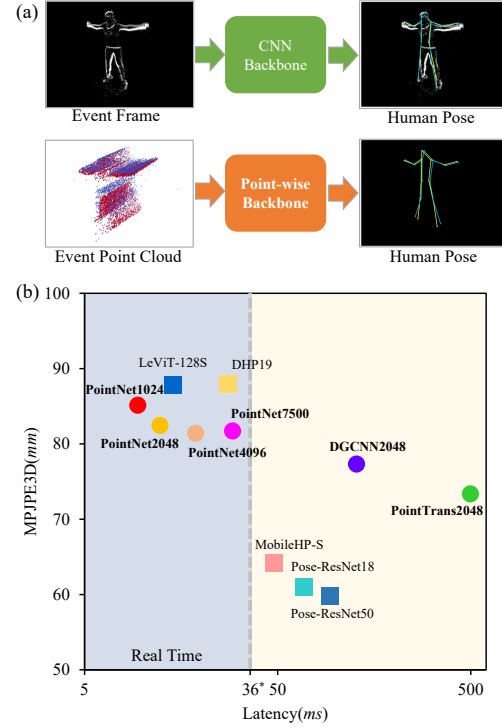 (a)
CNN
Backbone
Event Frame
Human Pose
Point-wise
Backbone
Event Point Cloud
Human Pose
(b)
100
90
80
70
60
50
MPJPE3D(mm)
LeViT-128S
DHP19
PointNet1024
PointNet7500
PointNet2048
PointNet4096
DGCNN2048
PointTrans2048
MobileHP-S
Pose-ResNet18
Pose-ResNet50
Real Time
5
36* 50
500
Latency(ms)